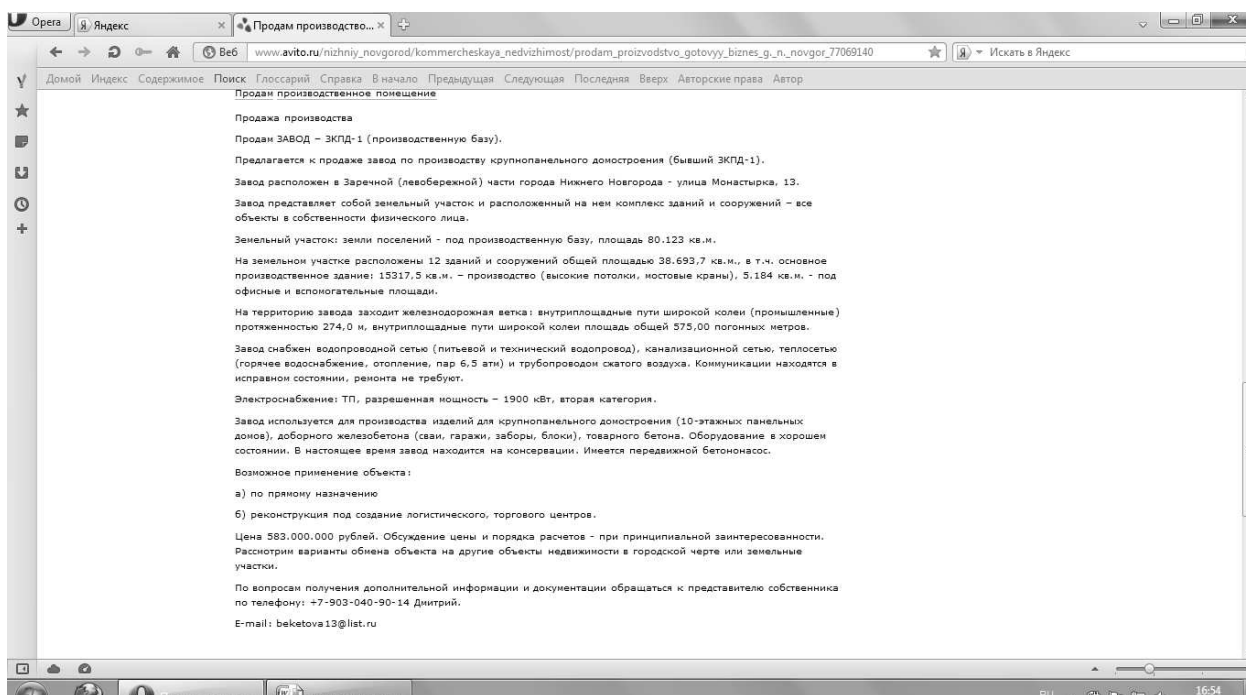 Opera
Яндекс
Продам производство...
Веб
www.avito.ru/nizhniy_novgorod/kommercheskaya_nedvizhimost/prodam_proizvodstvo_gotovyy_biznes_g._n._novgor_77069140
Искать в Яндекс
Домой Индекс Содержимое Поиск Глоссарий Справка В начало Предыдущая Следующая Последняя Вверх Авторские права Автор
Продам производственное помещение
Продажа производства
Продам ЗАВОД – ЗКПД-1 (производственную базу).
Предлагается к продаже завод по производству крупнопанельного домостроения (бывший ЗКПД-1).
Завод расположен в Заречной (левобережной) части города Нижнего Новгорода - улица Монастырка, 13.
Завод представляет собой земельный участок и расположенный на нем комплекс зданий и сооружений – все
объекты в собственности физического лица.
Земельный участок: земли поселений - под производственную базу, площадь 80.123 кв.м.
На земельном участке расположены 12 зданий и сооружений общей площадью 38.693,7 кв.м., в т.ч. основное
производственное здание: 15317,5 кв.м. – производство (высокие потолки, мостовые краны), 5.184 кв.м. - под
офисные и вспомогательные площади.
На территорию завода заходит железнодорожная ветка: внутриплощадные пути широкой колеи (промышленные)
протяженностью 274,0 м, внутриплощадные пути широкой колеи площадь общей 575,00 погонных метров.
Завод снабжен водопроводной сетью (питьевой и технический водопровод), канализационной сетью, теплосетью
(горячее водоснабжение, отопление, пар 6,5 атм) и трубопроводом сжатого воздуха. Коммуникации находятся в
исправном состоянии, ремонта не требуют.
Электроснабжение: ТП, разрешенная мощность – 1900 кВт, вторая категория.
Завод используется для производства изделий для крупнопанельного домостроения (10-этажных панельных
домов), доборного железобетона (сваи, гаражи, заборы, блоки), товарного бетона. Оборудование в хорошем
состоянии. В настоящее время завод находится на консервации. Имеется передвижной бетононасос.
Возможное применение объекта:
а) по прямому назначению
б) реконструкция под создание логистического, торгового центров.
Цена 583.000.000 рублей. Обсуждение цены и порядка расчетов - при принципиальной заинтересованности.
Рассмотрим варианты обмена объекта на другие объекты недвижимости в городской черте или земельные
участки.
По вопросам получения дополнительной информации и документации обращаться к представителю собственника
по телефону: +7-903-040-90-14 Дмитрий.
E-mail: beketova13@list.ru
RU
16:54